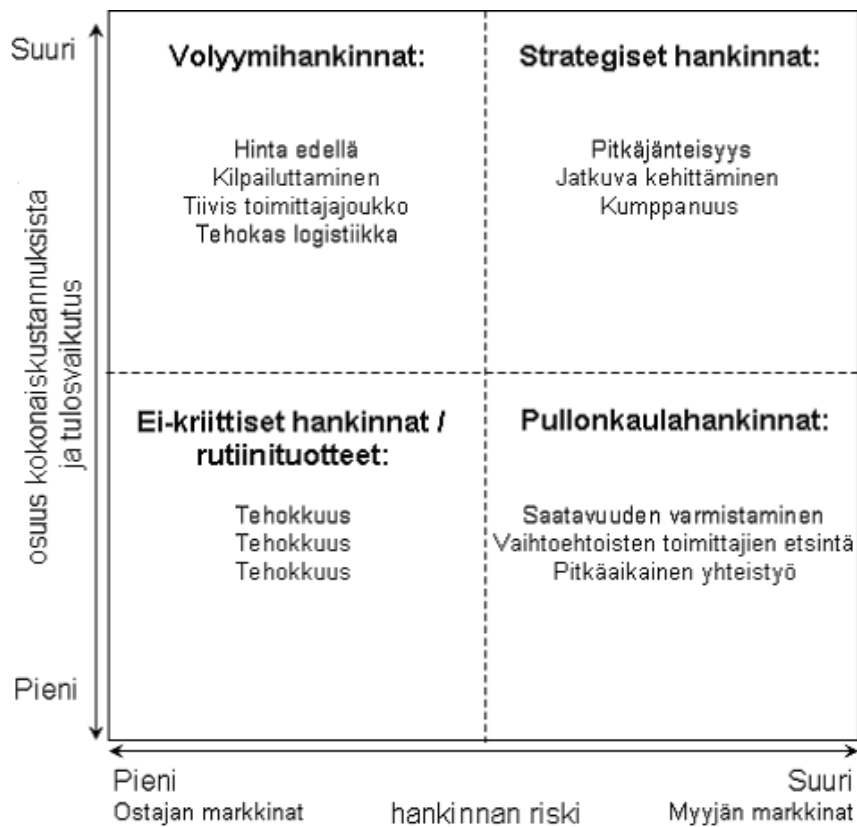 Suuri
osuus kokonaiskustannuksista
ja tulosvaikutus
Pieni
Volyymihankinnat:
Hinta edellä
Kilpailuttaminen
Tiivis toimittajajoukko
Tehokas logistiikka
Strategiset hankinnat:
Pitkäjänteisyys
Jatkuva kehittäminen
Kumppanuus
Ei-kriittiset hankinnat /
rutiinituotteet:
Tehokkuus
Tehokkuus
Tehokkuus
Pullonkaulahankinnat:
Saatavuuden varmistaminen
Vaihtoehtoisten toimittajien etsintä
Pitkäaikainen yhteistyö
Pieni
Ostajan markkinat
hankinnan riski
Suuri
Myyjän markkinat